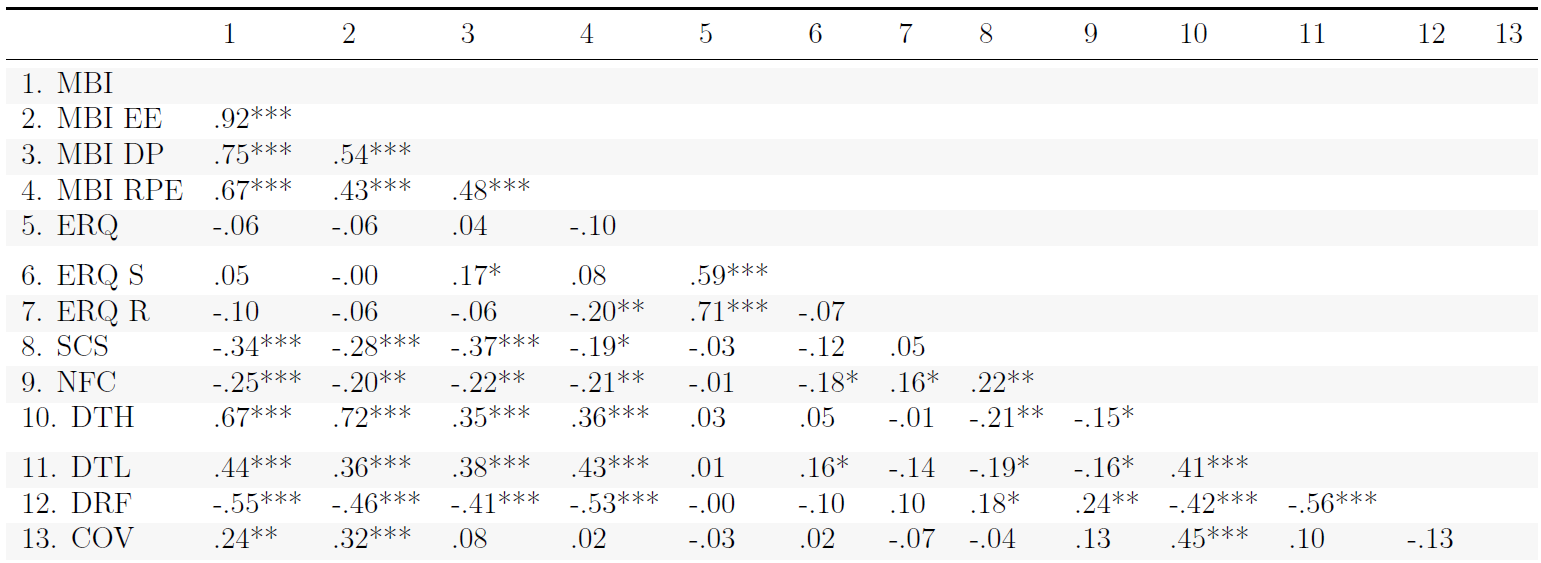 1 2 3 4 5 6 7 8 9 10 11 12 13
1. MBI
2. MBI EE .92***
3. MBI DP .75*** .54***
4. MBI RPE .67*** .43*** .48***
5. ERQ -.06 -.06 .04 -.10
6. ERQ S .05 -.00 .17* .08 .59***
7. ERQ R -.10 -.06 -.06 -.20** .71*** -.07
8. SCS -.34*** -.28*** -.37*** -.19* -.03 -.12 .05
9. NFC -.25*** -.20** -.22** -.21** -.01 -.18* .16* .22**
10. DTH .67*** .72*** .35*** .36*** .03 .05 -.01 -.21** -.15*
11. DTL .44*** .36*** .38*** .43*** .01 .16* -.14 -.19* -.16* .41***
12. DRF -.55*** -.46*** -.41*** -.53*** -.00 -.10 .10 .18* .24** -.42*** -.56***
13. COV .24** .32*** .08 .02 -.03 .02 -.07 -.04 .13 .45*** .10 -.13